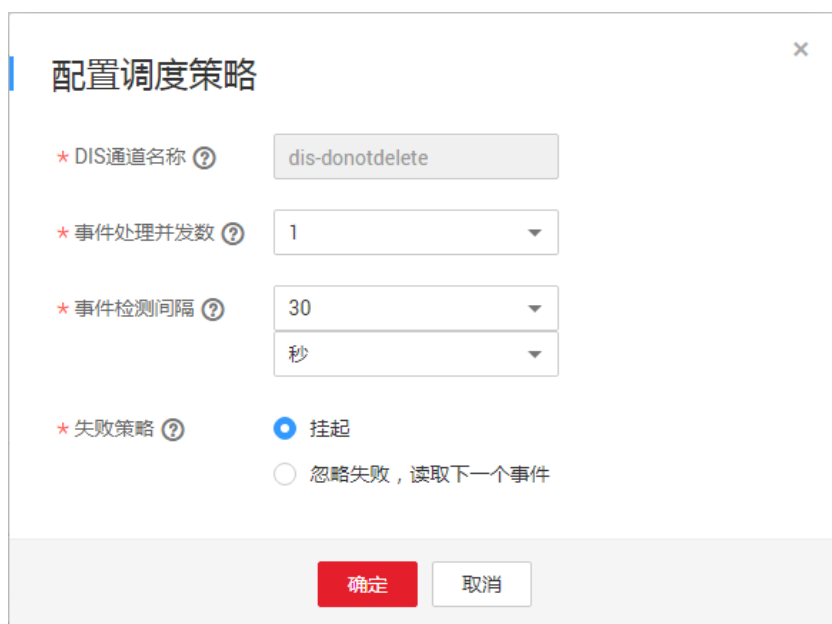 配置调度策略
×
* DIS通道名称 ? dis-donotdelete
* 事件处理并发数 ? 1
* 事件检测间隔 ? 30
秒
* 失败策略 ? 挂起
忽略失败，读取下一个事件
确定 取消